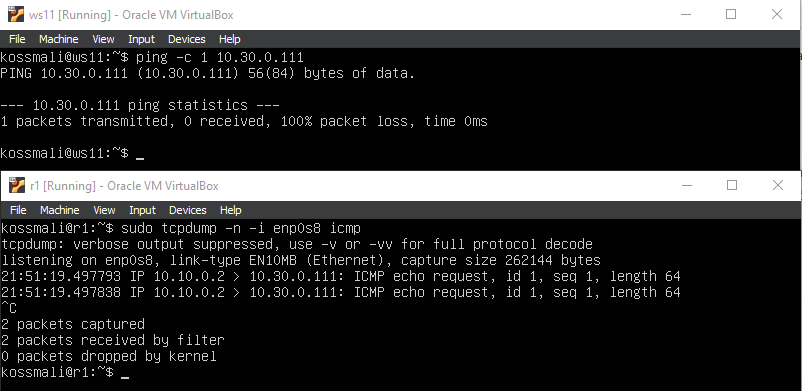 ws11 [Running] - Oracle VM VirtualBox
File Machine View Input Devices Help
kossmali@ws11:~$ ping -c 1 10.30.0.111
PING 10.30.0.111 (10.30.0.111) 56(84) bytes of data.
--- 10.30.0.111 ping statistics ---
1 packets transmitted, 0 received, 100% packet loss, time 0ms
kossmali@ws11:~$ _
r1 [Running] - Oracle VM VirtualBox
File Machine View Input Devices Help
kossmali@r1:~$ sudo tcpdump -n -i enp0s8 icmp
tcpdump: verbose output suppressed, use -v or -vv for full protocol decode
listening on enp0s8, link-type EN10MB (Ethernet), capture size 262144 bytes
21:51:19.497793 IP 10.10.0.2 > 10.30.0.111: ICMP echo request, id 1, seq 1, length 64
21:51:19.497838 IP 10.10.0.2 > 10.30.0.111: ICMP echo request, id 1, seq 1, length 64
^C
2 packets captured
2 packets received by filter
0 packets dropped by kernel
kossmali@r1:~$ _